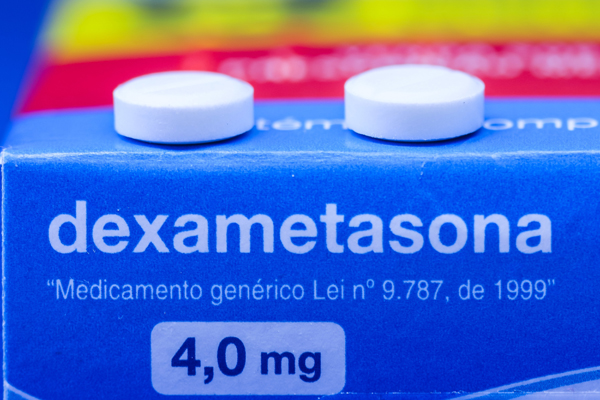 dexametasona
“Medicamento genérico Lei nº 9.787, de 1999”
4,0 mg